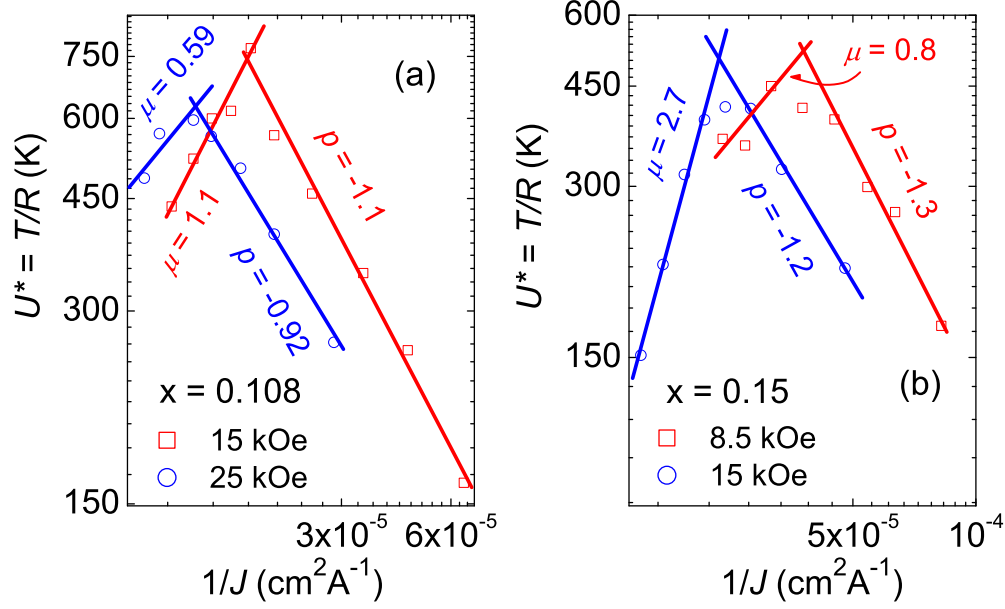 (a)
U* = T/R (K)
750
600
450
300
150
μ = 0.59
μ = 1.1
p = -1.1
p = -0.92
x = 0.108
15 kOe
25 kOe
3x10⁻⁵
6x10⁻⁵
1/J (cm²A⁻¹)
U* = T/R (K)
600
450
300
150
μ = 0.8
μ = 2.7
p = -1.3
p = -1.2
x = 0.15
(b)
8.5 kOe
15 kOe
5x10⁻⁵
10⁻⁴
1/J (cm²A⁻¹)